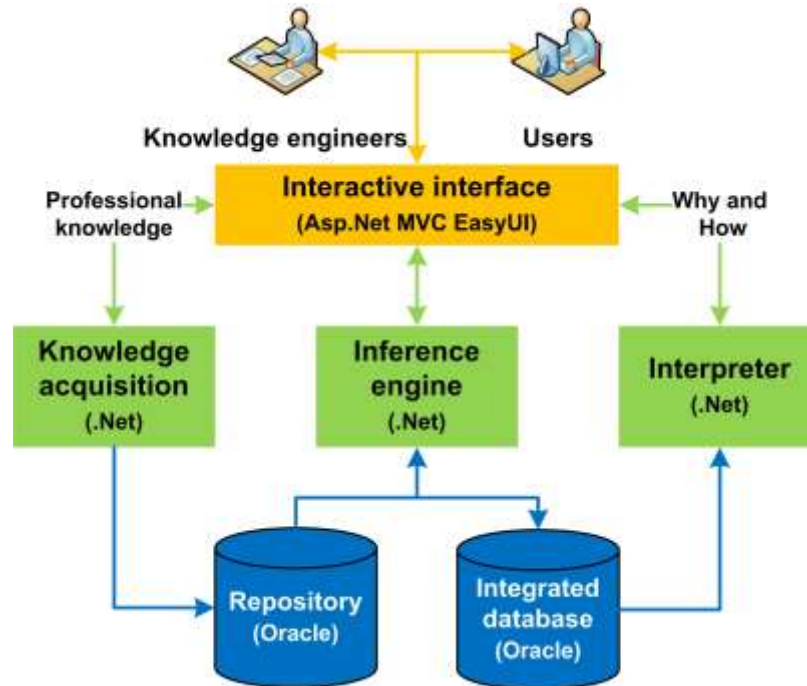 Knowledge engineers
Users
Interactive interface
(Asp.Net MVC EasyUI)
Professional
knowledge
Why and
How
Knowledge
acquisition
(.Net)
Inference
engine
(.Net)
Interpreter
(.Net)
Repository
(Oracle)
Integrated
database
(Oracle)